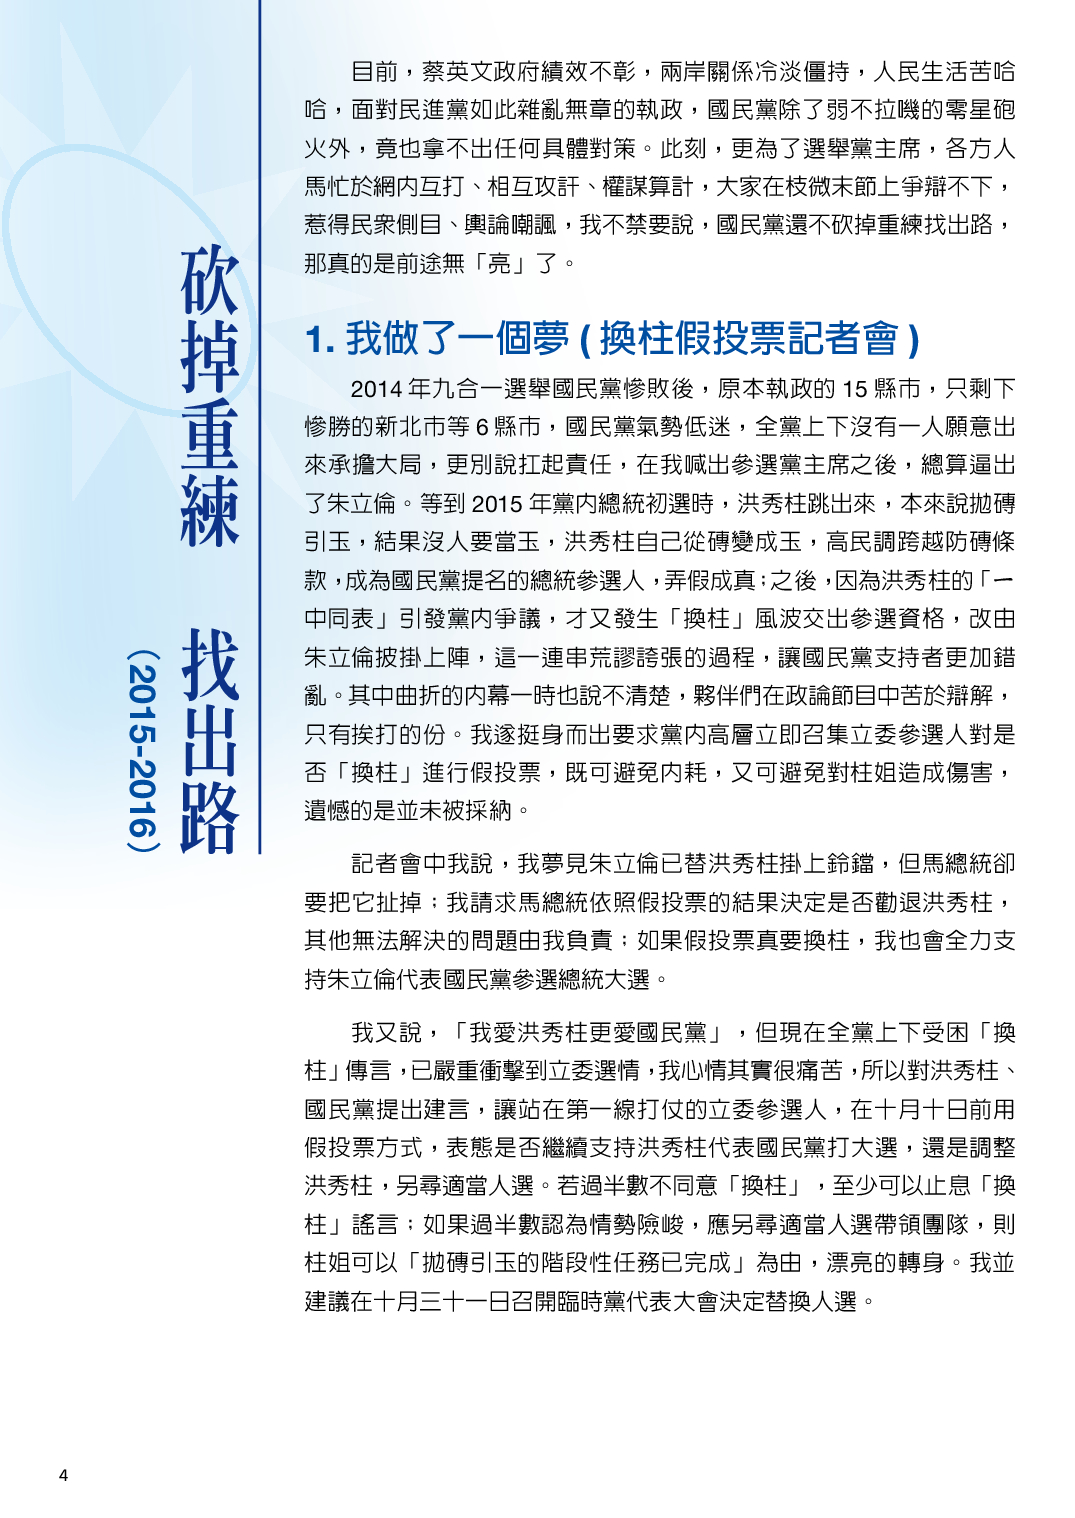 砍掉重練 找出路
（2015-2016）
目前，蔡英文政府績效不彰，兩岸關係冷淡僵持，人民生活苦哈
哈，面對民進黨如此雜亂無章的執政，國民黨除了弱不拉嘰的零星砲
火外，竟也拿不出任何具體對策。此刻，更為了選舉黨主席，各方人
馬忙於網內互打、相互攻訐、權謀算計，大家在枝微末節上爭辯不下，
惹得民眾側目、輿論嘲諷，我不禁要說，國民黨還不砍掉重練找出路，
那真的是前途無「亮」了。
1. 我做了一個夢 ( 換柱假投票記者會 )
2014 年九合一選舉國民黨慘敗後，原本執政的 15 縣市，只剩下
慘勝的新北市等 6 縣市，國民黨氣勢低迷，全黨上下沒有一人願意出
來承擔大局，更別說扛起責任，在我喊出參選黨主席之後，總算逼出
了朱立倫。等到 2015 年黨內總統初選時，洪秀柱跳出來，本來說拋磚
引玉，結果沒人要當玉，洪秀柱自己從磚變成玉，高民調跨越防磚條
款，成為國民黨提名的總統參選人，弄假成真；之後，因為洪秀柱的「一
中同表」引發黨內爭議，才又發生「換柱」風波交出參選資格，改由
朱立倫披掛上陣，這一連串荒謬誇張的過程，讓國民黨支持者更加錯
亂。其中曲折的內幕一時也說不清楚，夥伴們在政論節目中苦於辯解，
只有挨打的份。我遂挺身而出要求黨內高層立即召集立委參選人對是
否「換柱」進行假投票，既可避免內耗，又可避免對柱姐造成傷害，
遺憾的是並未被採納。
記者會中我說，我夢見朱立倫已替洪秀柱掛上鈴鐺，但馬總統卻
要把它扯掉；我請求馬總統依照假投票的結果決定是否勸退洪秀柱，
其他無法解決的問題由我負責；如果假投票真要換柱，我也會全力支
持朱立倫代表國民黨參選總統大選。
我又說，「我愛洪秀柱更愛國民黨」，但現在全黨上下受困「換
柱」傳言，已嚴重衝擊到立委選情，我心情其實很痛苦，所以對洪秀柱、
國民黨提出建言，讓站在第一線打仗的立委參選人，在十月十日前用
假投票方式，表態是否繼續支持洪秀柱代表國民黨打大選，還是調整
洪秀柱，另尋適當人選。若過半數不同意「換柱」，至少可以止息「換
柱」謠言；如果過半數認為情勢險峻，應另尋適當人選帶領團隊，則
柱姐可以「拋磚引玉的階段性任務已完成」為由，漂亮的轉身。我並
建議在十月三十一日召開臨時黨代表大會決定替換人選。
4